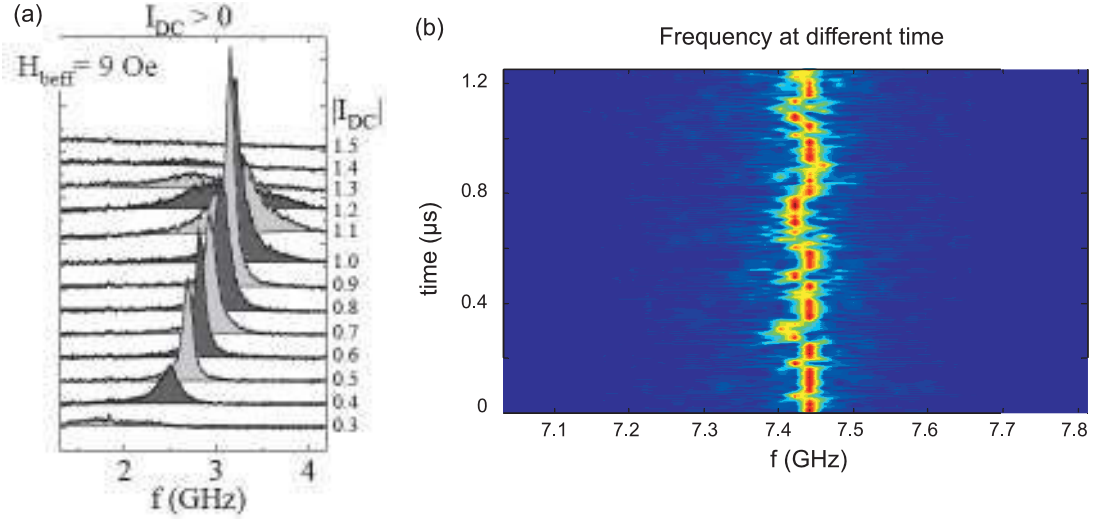 (a)
I_DC > 0
H_beff= 9 Oe
|I_DC|
1.5
1.4
1.3
1.2
1.1
1.0
0.9
0.8
0.7
0.6
0.5
0.4
0.3
2 3 4
f (GHz)
(b)
Frequency at different time
1.2
0.8
0.4
0
time (μs)
7.1 7.2 7.3 7.4 7.5 7.6 7.7 7.8
f (GHz)